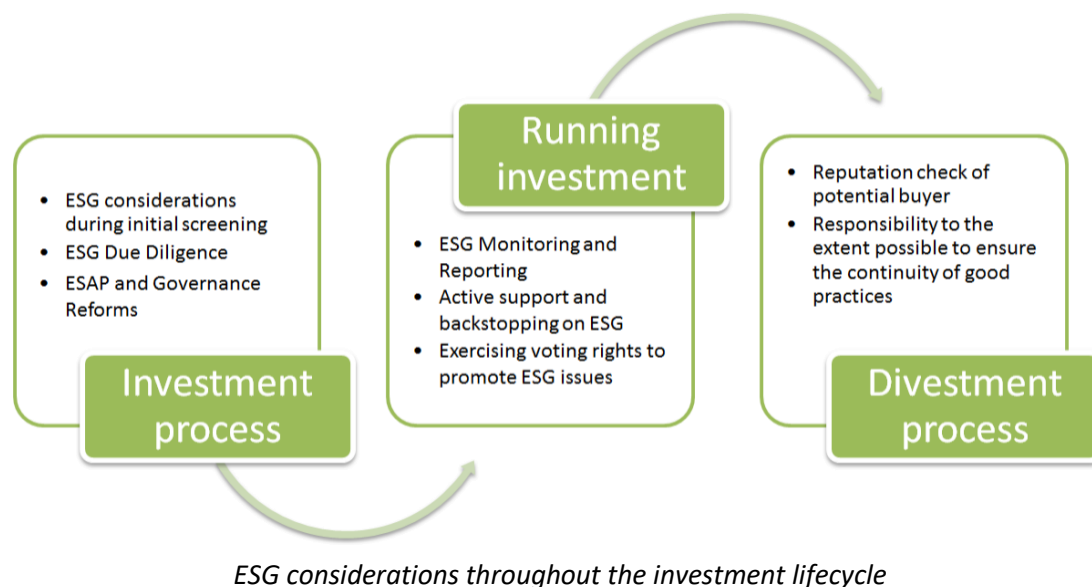 • ESG considerations
during initial screening
• ESG Due Diligence
• ESAP and Governance
Reforms
Investment
process
Running
investment
• ESG Monitoring and
Reporting
• Active support and
backstopping on ESG
• Exercising voting rights to
promote ESG issues
• Reputation check of
potential buyer
• Responsibility to the
extent possible to ensure
the continuity of good
practices
Divestment
process
ESG considerations throughout the investment lifecycle